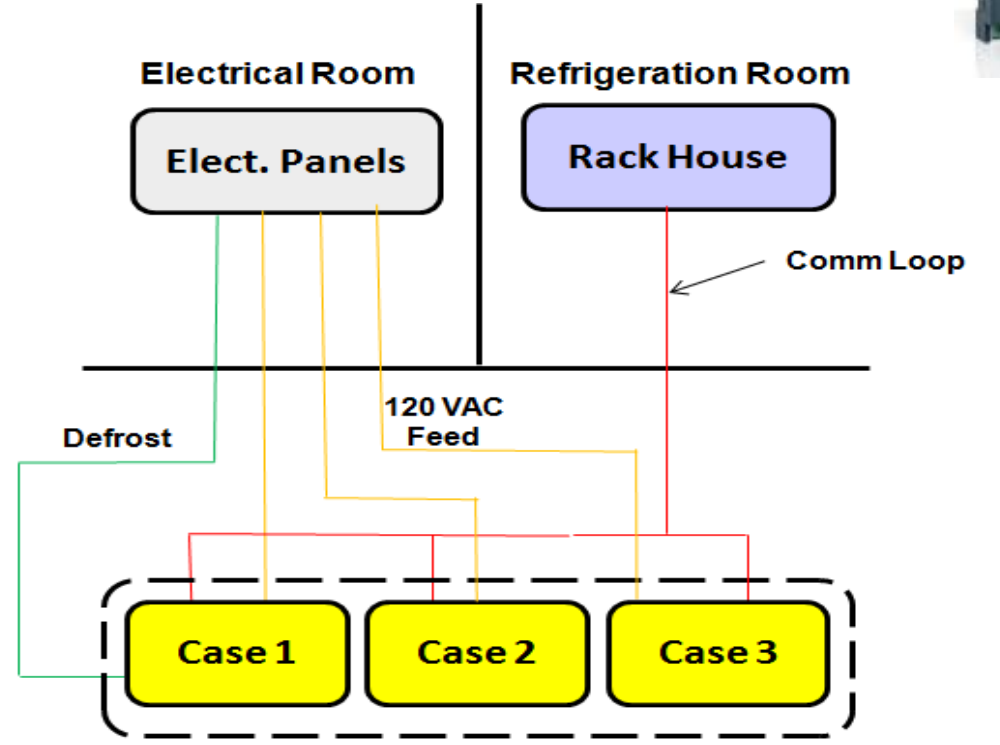 Electrical Room
Refrigeration Room
Elect. Panels
Rack House
Comm Loop
120 VAC
Feed
Defrost
Case 1
Case 2
Case 3